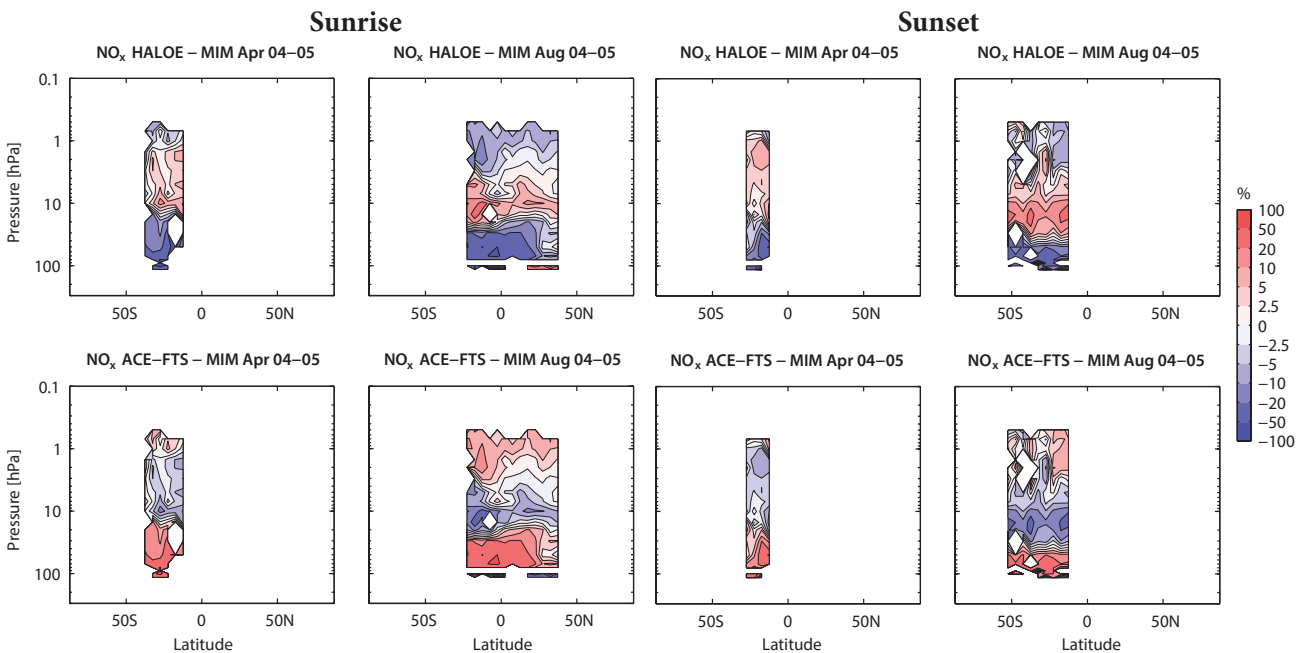 Sunrise Sunset
NOx HALOE – MIM Apr 04–05 NOx HALOE – MIM Aug 04–05 NOx HALOE – MIM Apr 04–05 NOx HALOE – MIM Aug 04–05
0.1
1
10
100
Pressure [hPa]
50S 0 50N 50S 0 50N 50S 0 50N 50S 0 50N
NOx ACE–FTS – MIM Apr 04–05 NOx ACE–FTS – MIM Aug 04–05 NOx ACE–FTS – MIM Apr 04–05 NOx ACE–FTS – MIM Aug 04–05
0.1
1
10
100
Pressure [hPa]
50S 0 50N 50S 0 50N 50S 0 50N 50S 0 50N
Latitude Latitude Latitude Latitude
%
100
50
20
10
5
2.5
0
−2.5
−5
−10
−20
−50
−100